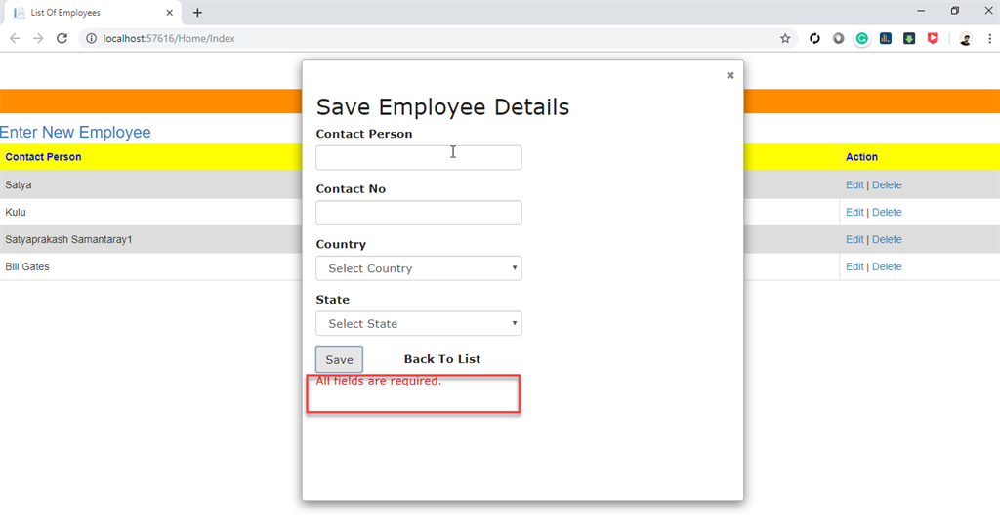 List Of Employees
localhost:57616/Home/Index
Save Employee Details
Enter New Employee
Contact Person
Action
Satya
Edit | Delete
Kulu
Edit | Delete
Satyaprakash Samantaray1
Edit | Delete
Bill Gates
Edit | Delete
Contact Person
Contact No
Country
Select Country
State
Select State
Save
Back To List
All fields are required.